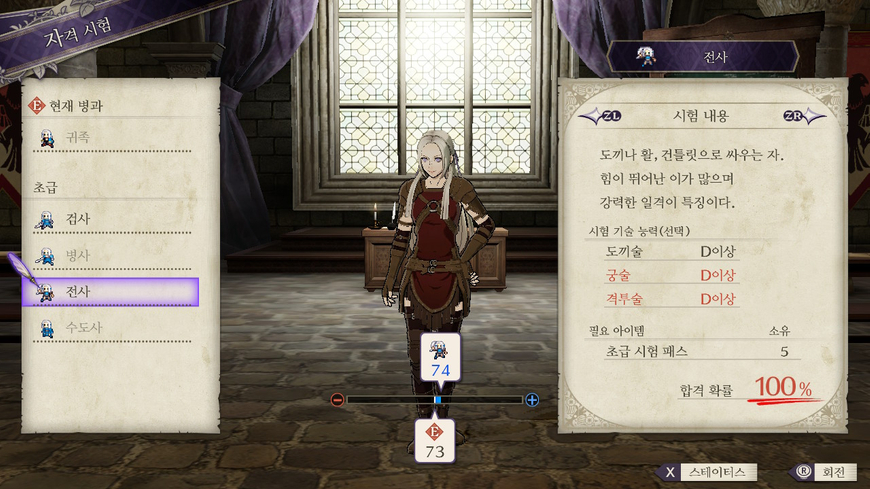 자격 시험
E 현재 병과
귀족
초급
검사
병사
전사
수도사
74
E
73
전사
ZL 시험 내용 ZR
도끼나 활, 건틀릿으로 싸우는 자.
힘이 뛰어난 이가 많으며
강력한 일격이 특징이다.
시험 기술 능력(선택)
도끼술 D이상
궁술 D이상
격투술 D이상
필요 아이템 소유
초급 시험 패스 5
합격 확률 100%
X 스테이터스 R 회전